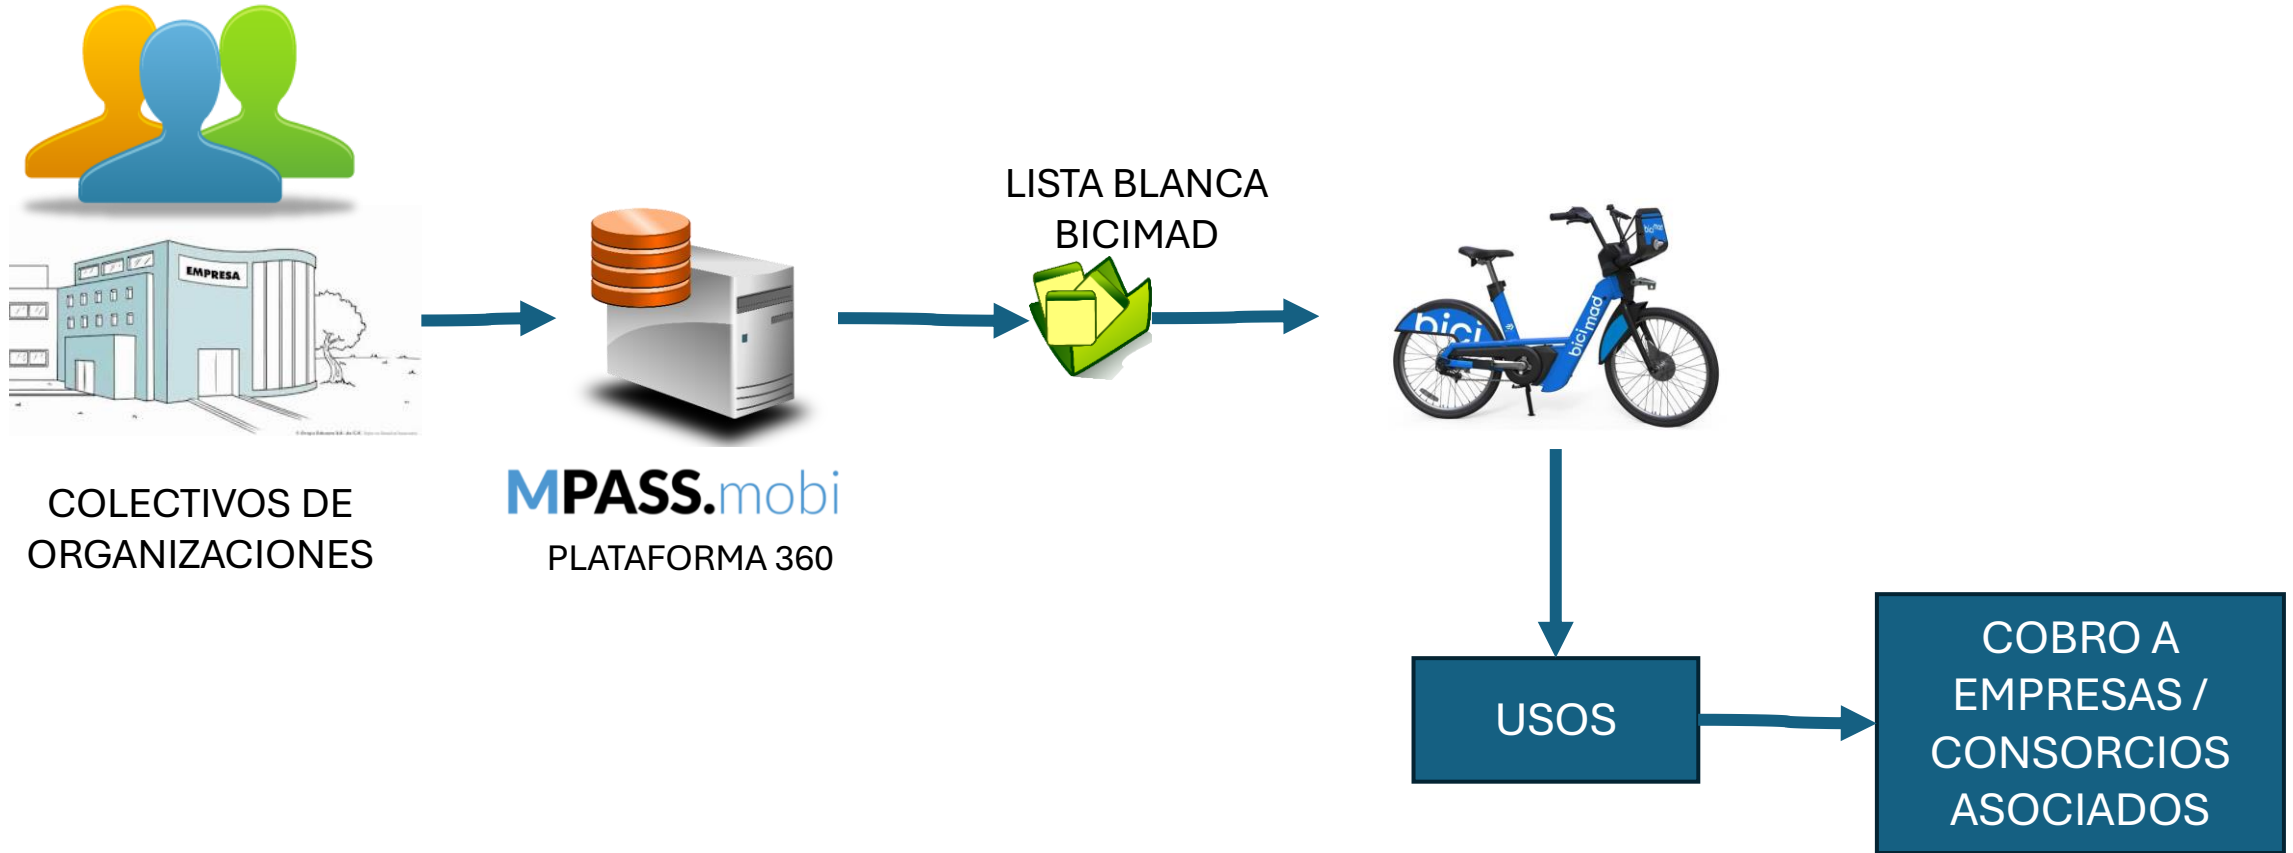 EMPRESA
COLECTIVOS DE
ORGANIZACIONES
MPASS.mobi
PLATAFORMA 360
LISTA BLANCA
BICIMAD
bici
bicimad
USOS
COBRO A
EMPRESAS /
CONSORCIOS
ASOCIADOS